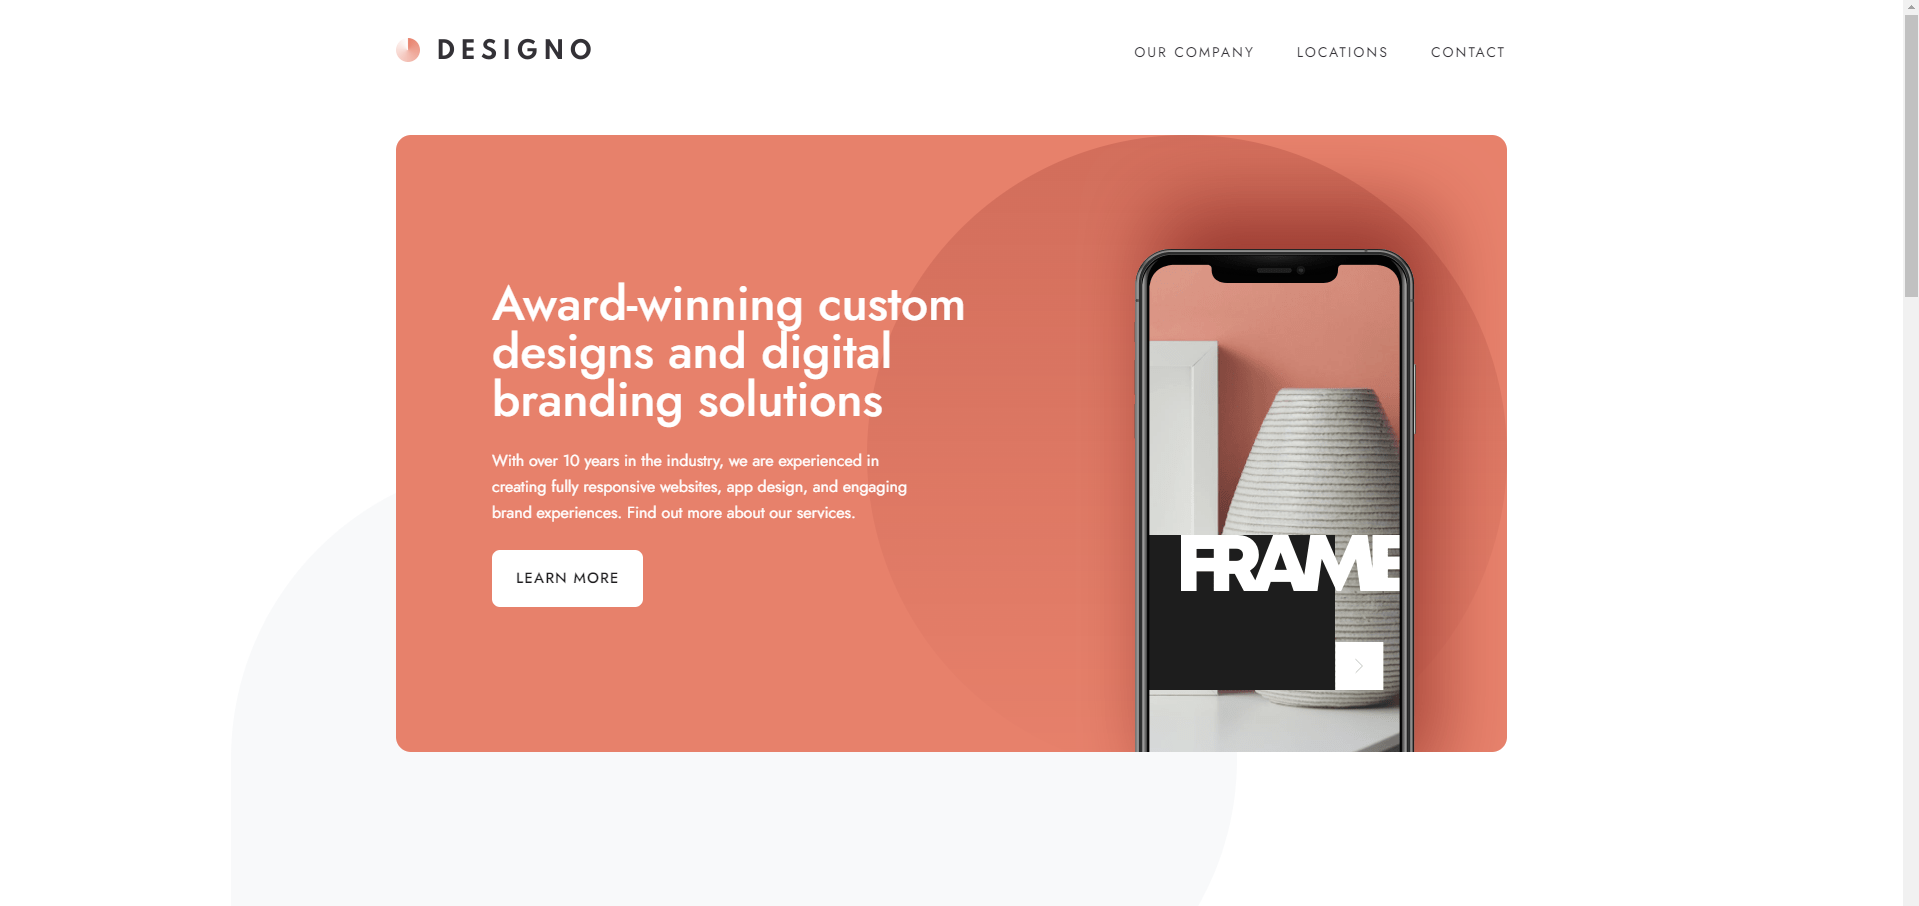 DESIGNO
OUR COMPANY LOCATIONS CONTACT
Award-winning custom
designs and digital
branding solutions
With over 10 years in the industry, we are experienced in
creating fully responsive websites, app design, and engaging
brand experiences. Find out more about our services.
LEARN MORE
FRAME